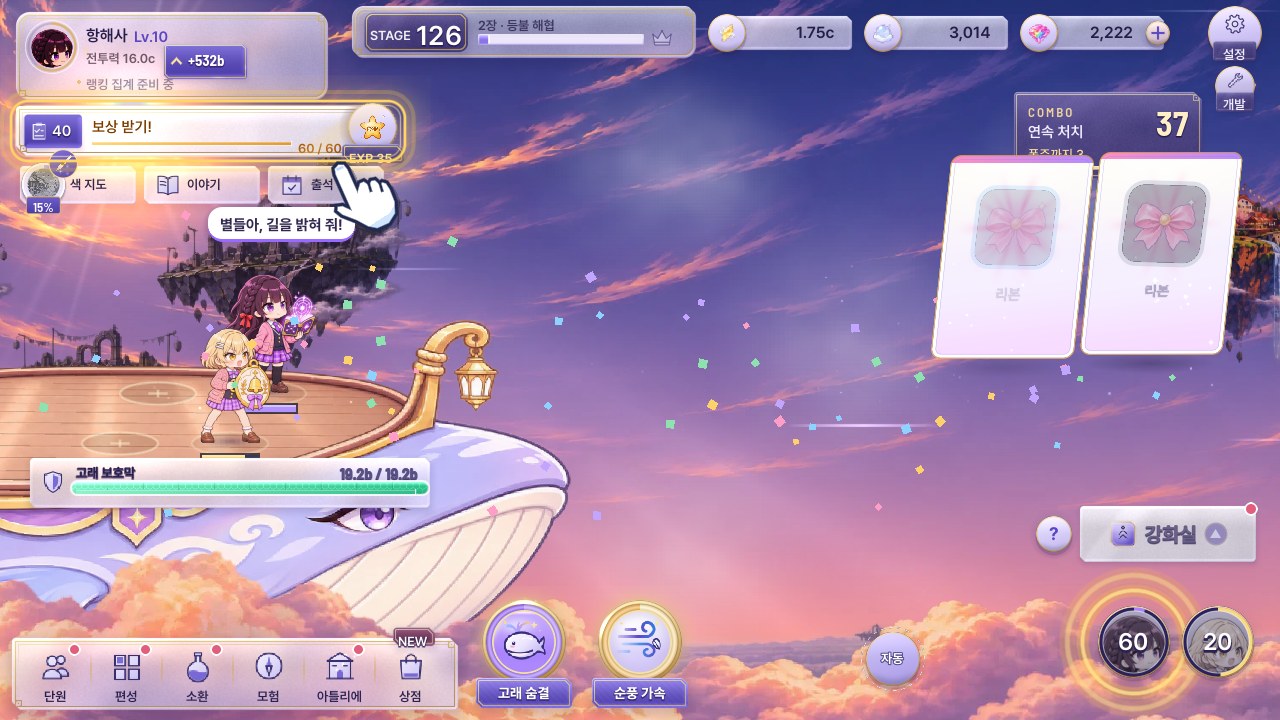 항해사 Lv.10
전투력 16.0c
+532b
랭킹 집계 준비 중
STAGE 126
2장 · 등불 해협
1.75c
3,014
2,222
설정
개발
40
보상 받기!
60 / 60
EXP 35
색 지도
15%
이야기
출석
별들아, 길을 밝혀 줘!
COMBO
연속 처치
37
리본
리본
고래 보호막
19.2b / 19.2b
?
강화실
NEW
단원
편성
소환
모험
아틀리에
상점
고래 숨결
순풍 가속
자동
60
20